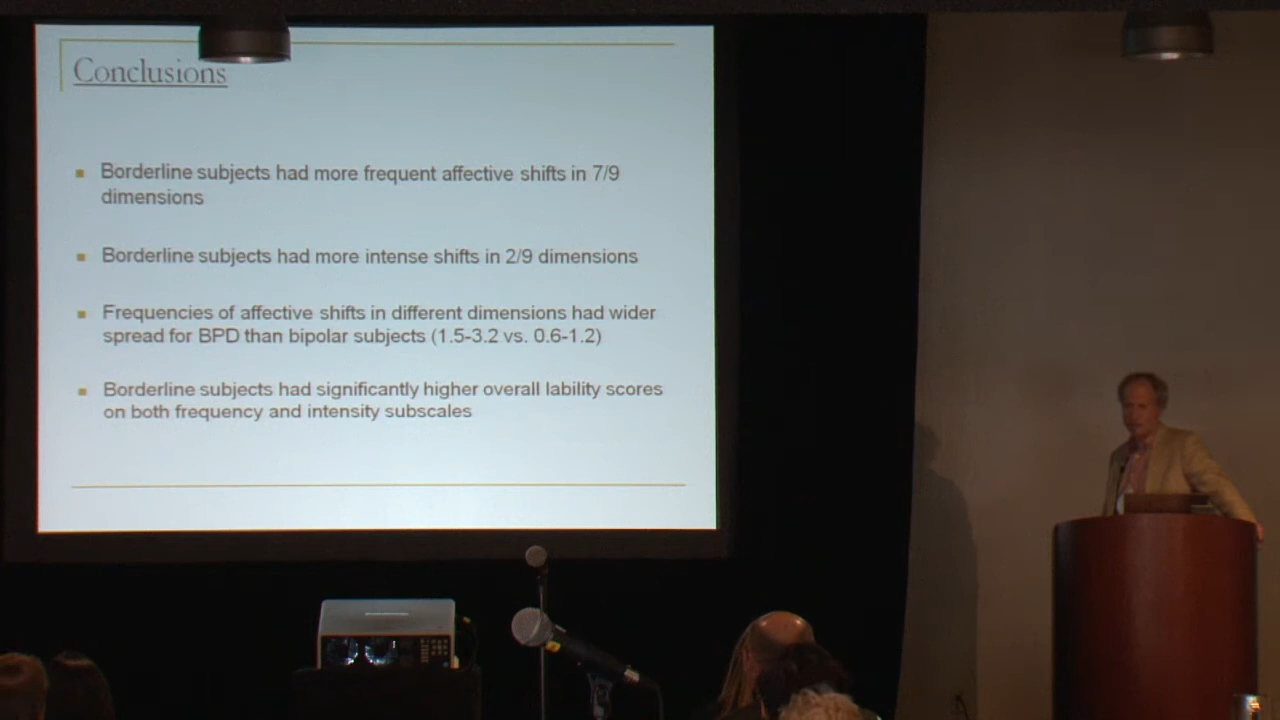 Conclusions
Borderline subjects had more frequent affective shifts in 7/9
dimensions
Borderline subjects had more intense shifts in 2/9 dimensions
Frequencies of affective shifts in different dimensions had wider
spread for BPD than bipolar subjects (1.5-3.2 vs. 0.6-1.2)
Borderline subjects had significantly higher overall lability scores
on both frequency and intensity subscales